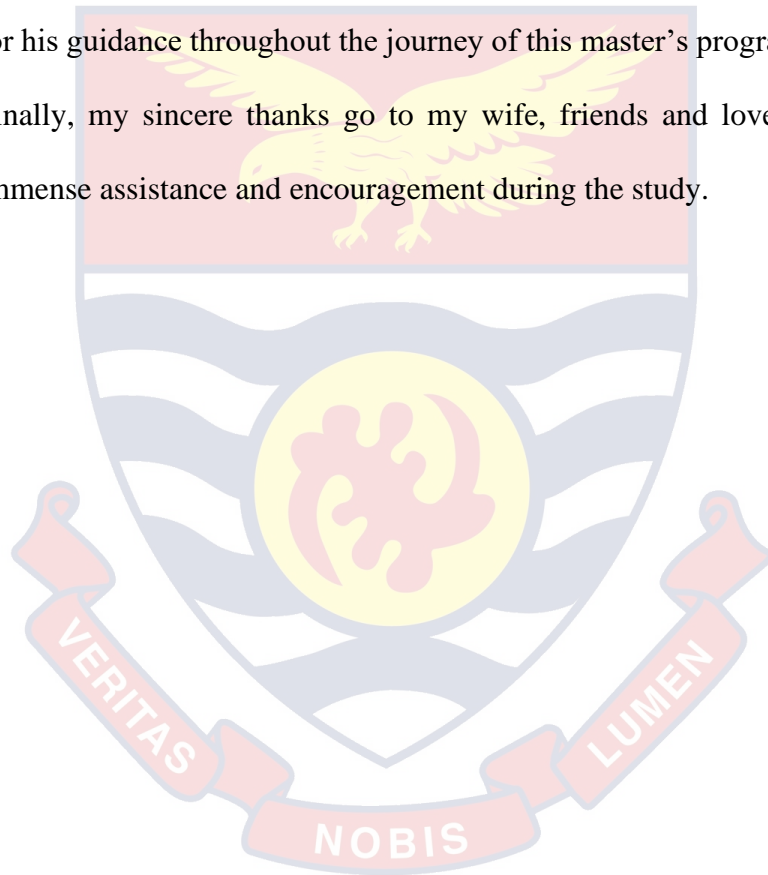 or his guidance throughout the journey of this master’s progra
inally, my sincere thanks go to my wife, friends and love
mmense assistance and encouragement during the study.
VERITAS
NOBIS
LUMEN